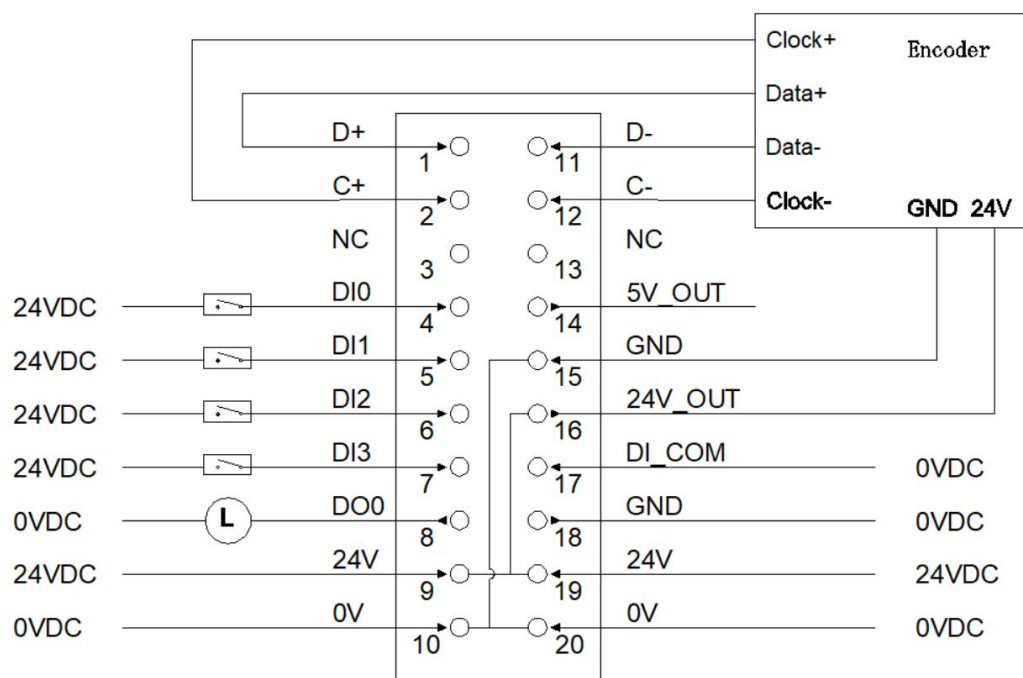 Clock+
Encoder
Data+
D+
D-
Data-
1
11
C+
C-
Clock-
GND 24V
2
12
NC
NC
3
13
24VDC
DI0
5V_OUT
4
14
24VDC
DI1
GND
5
15
24VDC
DI2
24V_OUT
6
16
24VDC
DI3
DI_COM
0VDC
7
17
0VDC
L
DO0
GND
0VDC
8
18
24VDC
24V
24V
24VDC
9
19
0VDC
0V
0V
0VDC
10
20